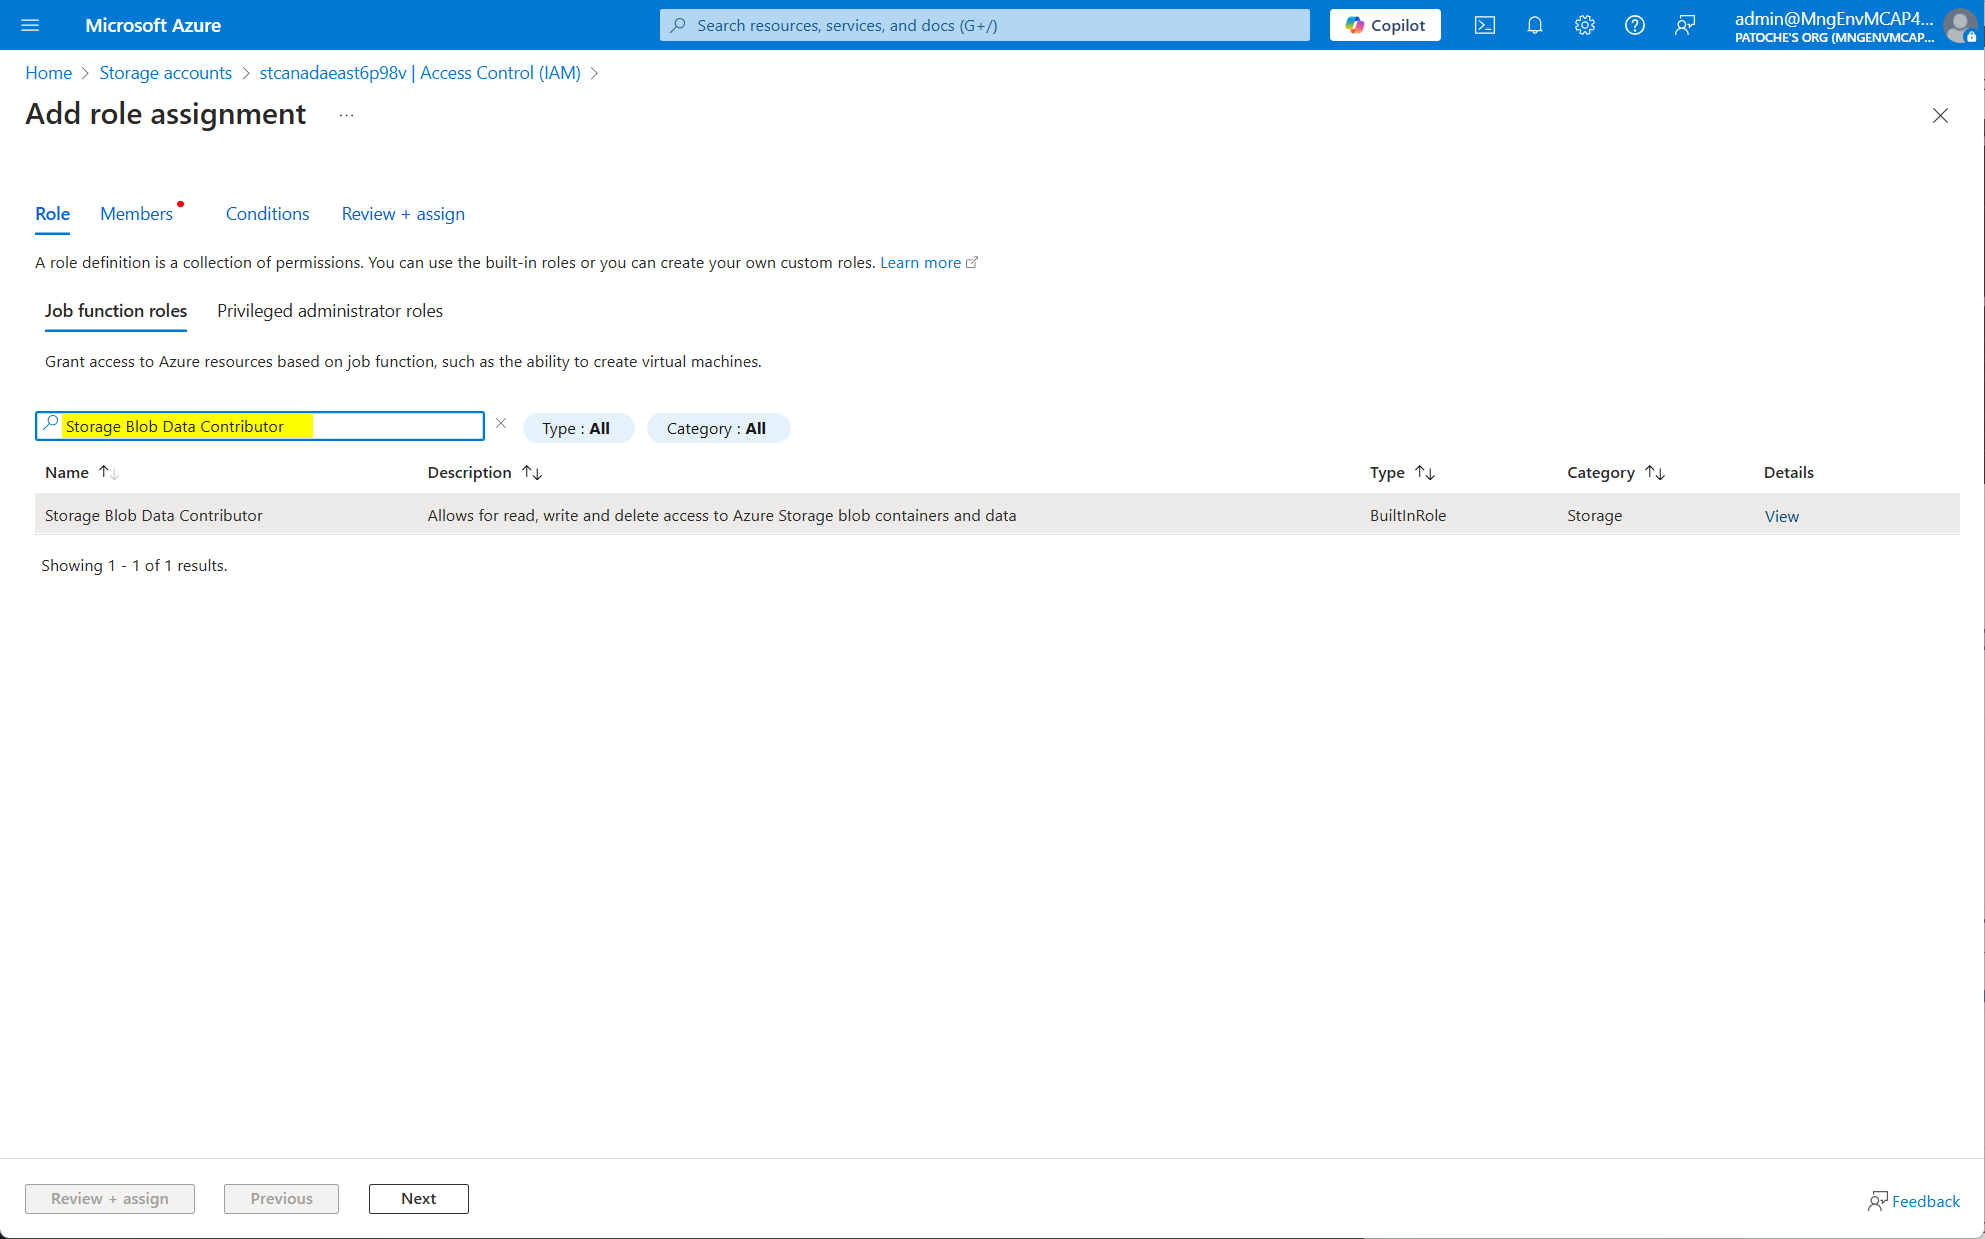 Microsoft Azure
Search resources, services, and docs (G+/)
Copilot
admin@MngEnvMCAP4...
PATOCHE'S ORG (MNGENVMCAP...
Home > Storage accounts > stcanadaeast6p98v | Access Control (IAM) >
Add role assignment ...
Role Members Conditions Review + assign
A role definition is a collection of permissions. You can use the built-in roles or you can create your own custom roles. Learn more
Job function roles Privileged administrator roles
Grant access to Azure resources based on job function, such as the ability to create virtual machines.
Storage Blob Data Contributor Type : All Category : All
Name Description Type Category Details
Storage Blob Data Contributor Allows for read, write and delete access to Azure Storage blob containers and data BuiltInRole Storage View
Showing 1 - 1 of 1 results.
Review + assign Previous Next Feedback